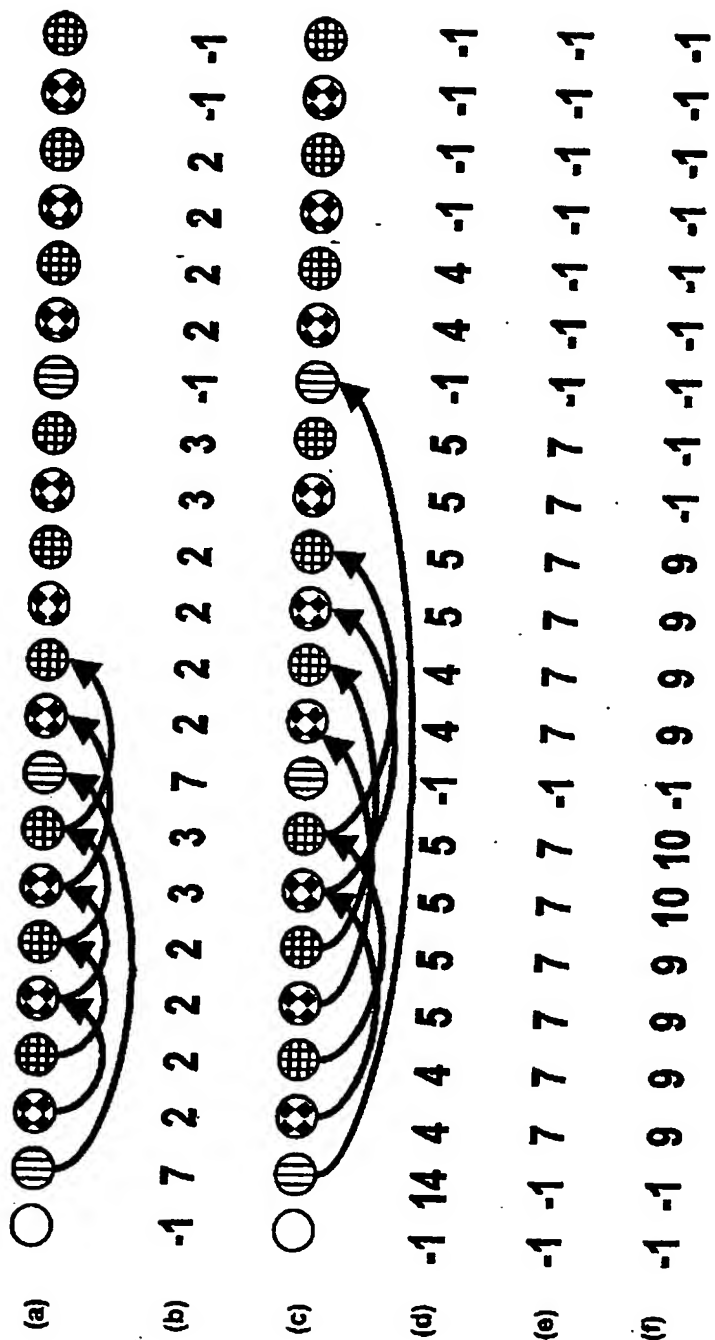 (a)
(b) -1 7 2 2 2 2 3 3 7 2 2 2 2 3 3 -1 2 2 2 2 -1 -1
(c)
(d) -1 14 4 4 5 5 5 5 -1 4 4 5 5 5 5 -1 4 4 -1 -1 -1 -1
(e) -1 -1 7 7 7 7 7 7 -1 7 7 7 7 7 7 -1 -1 -1 -1 -1 -1 -1
(f) -1 -1 9 9 9 9 10 10 -1 9 9 9 9 -1 -1 -1 -1 -1 -1 -1 -1 -1